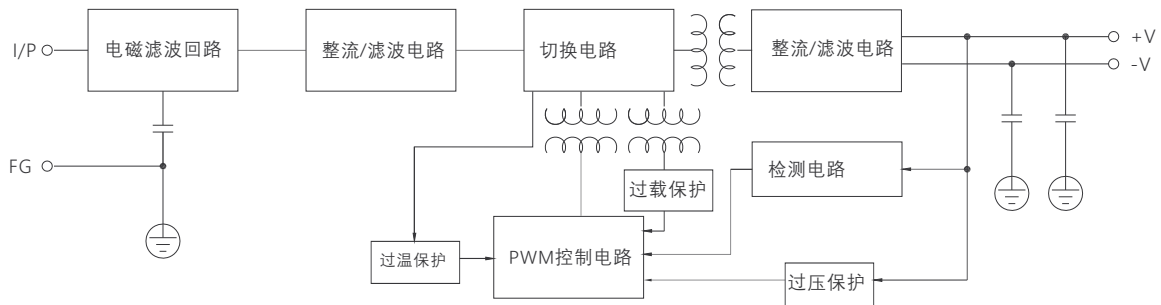 I/P
电磁滤波回路
整流/滤波电路
切换电路
整流/滤波电路
+V
-V
FG
检测电路
过载保护
过温保护
PWM控制电路
过压保护